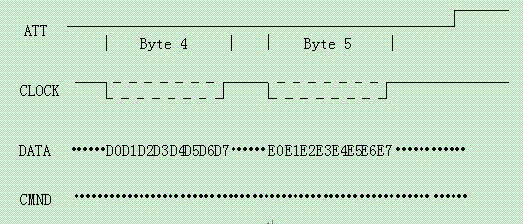 ATT
Byte 4 Byte 5
CLOCK
DATA D0D1D2D3D4D5D6D7 E0E1E2E3E4E5E6E7
CMND